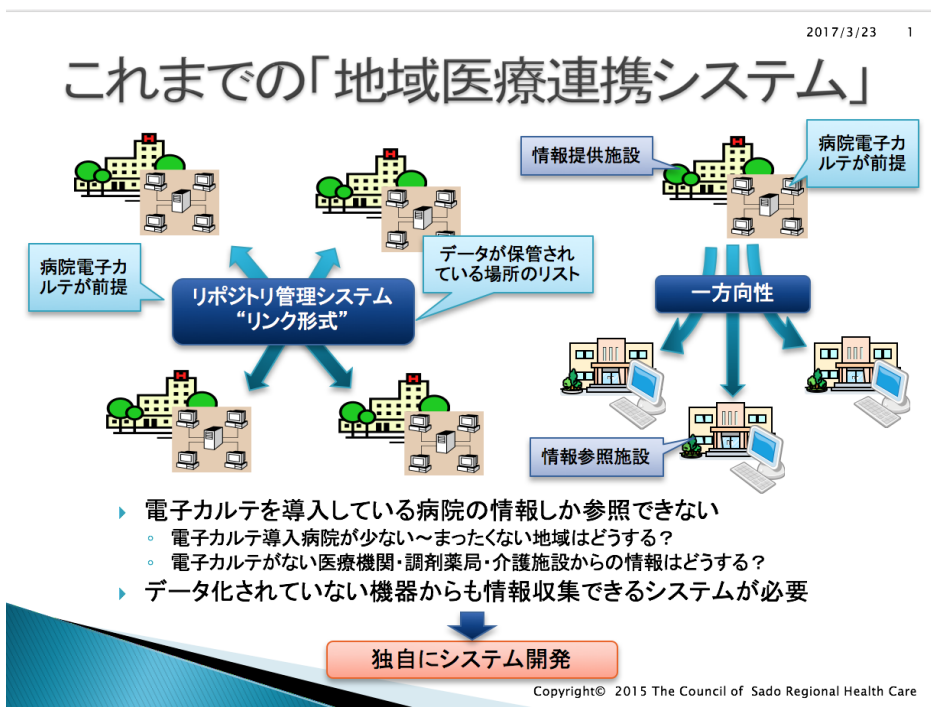 2017/3/23 1
これまでの「地域医療連携システム」
病院電子カ
ルテが前提
データが保管され
ている場所のリスト
リポジトリ管理システム
“リンク形式”
情報提供施設
病院電子カ
ルテが前提
一方向性
情報参照施設
電子カルテを導入している病院の情報しか参照できない
電子カルテ導入病院が少ない～まったくない地域はどうする？
電子カルテがない医療機関・調剤薬局・介護施設からの情報はどうする？
データ化されていない機器からも情報収集できるシステムが必要
独自にシステム開発
Copyright© 2015 The Council of Sado Regional Health Care